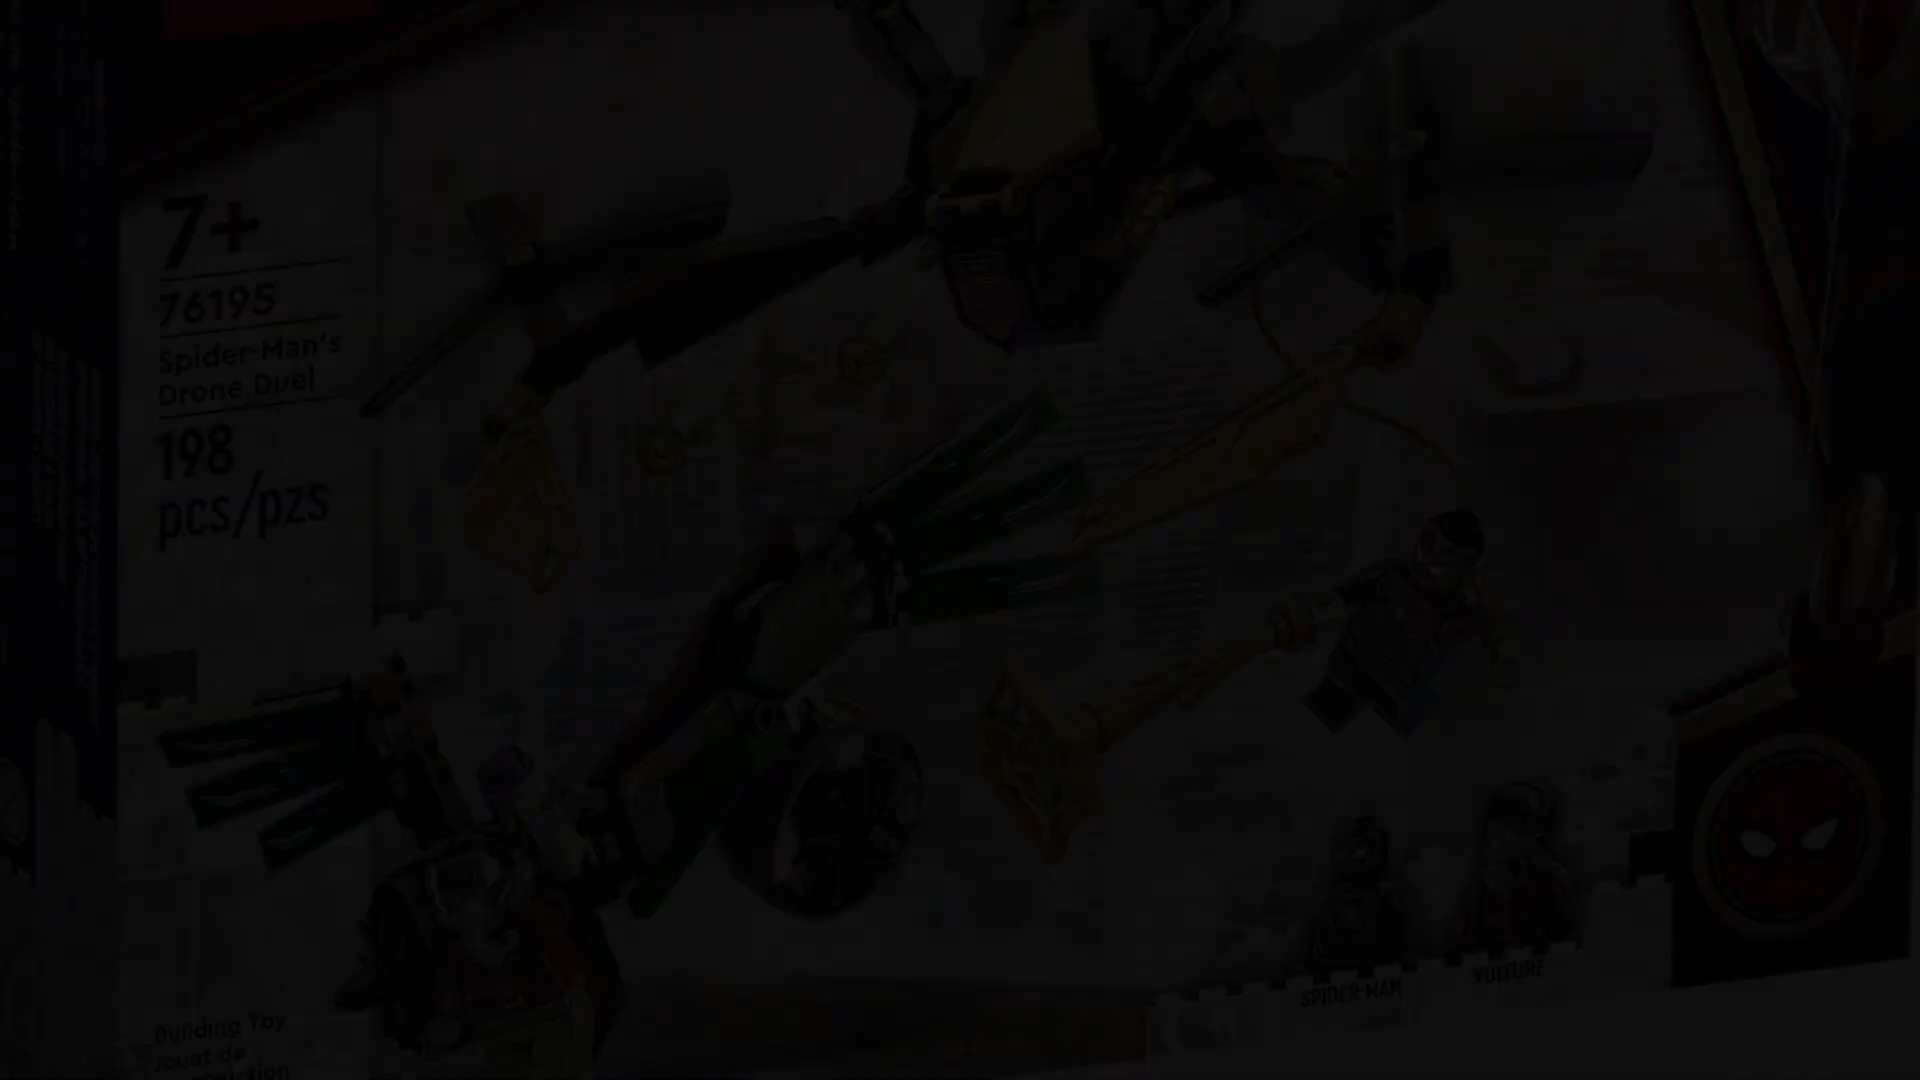 7+
76195
Spider-Man's
Drone Duel
198
pcs/pzs
SPIDER-MAN
VULTURE
Building Toy
Jouet de